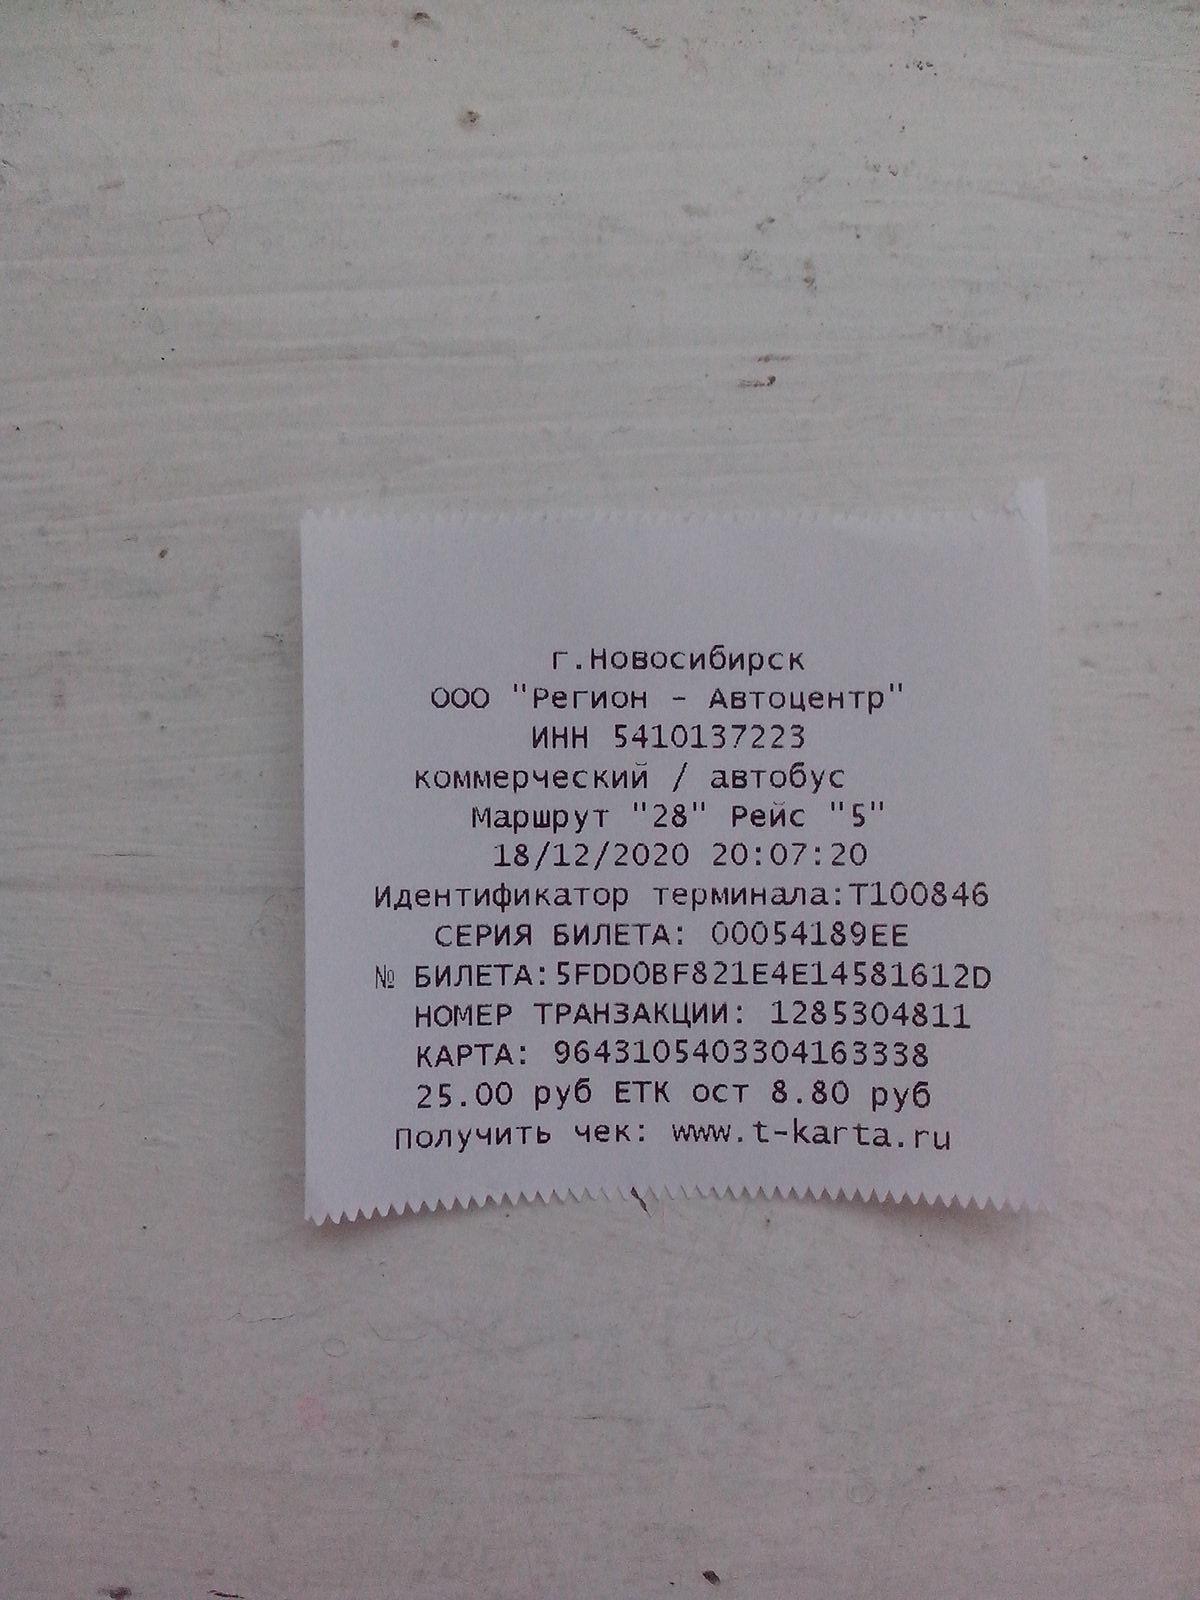 г.Новосибирск
ООО "Регион - Автоцентр"
ИНН 5410137223
коммерческий / автобус
Маршрут "28" Рейс "5"
18/12/2020 20:07:20
Идентификатор терминала:Т100846
СЕРИЯ БИЛЕТА: 00054189EE
№ БИЛЕТА:5FDD0BF821E4E14581612D
НОМЕР ТРАНЗАКЦИИ: 1285304811
КАРТА: 9643105403304163338
25.00 руб ЕТК ост 8.80 руб
Получить чек: www.t-karta.ru